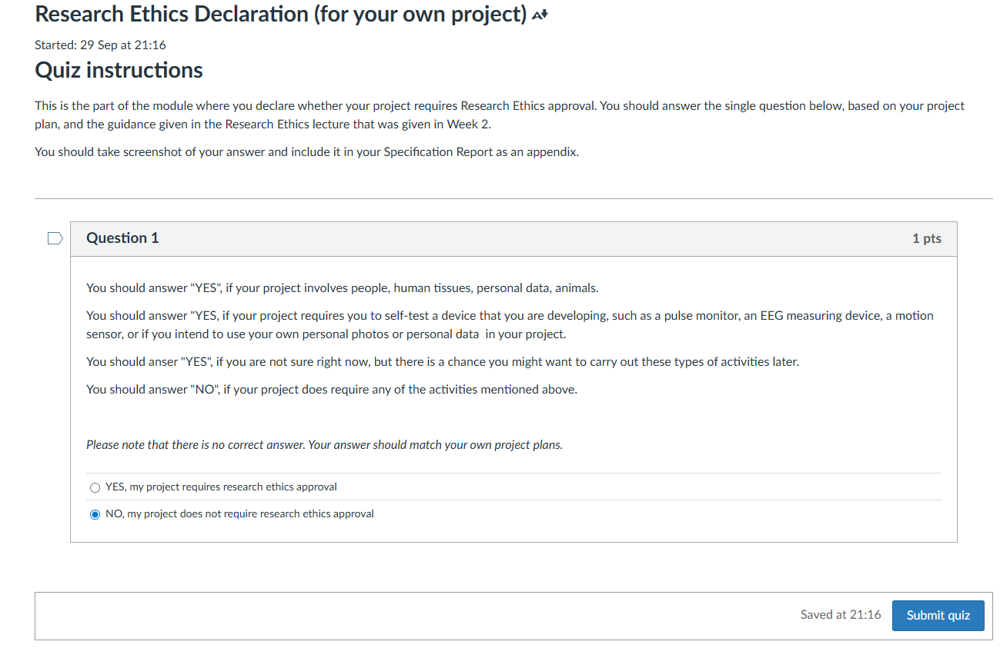 Research Ethics Declaration (for your own project)
Started: 29 Sep at 21:16
Quiz instructions
This is the part of the module where you declare whether your project requires Research Ethics approval. You should answer the single question below, based on your project
plan, and the guidance given in the Research Ethics lecture that was given in Week 2.
You should take screenshot of your answer and include it in your Specification Report as an appendix.
Question 1
1 pts
You should answer "YES", if your project involves people, human tissues, personal data, animals.
You should answer "YES, if your project requires you to self-test a device that you are developing, such as a pulse monitor, an EEG measuring device, a motion
sensor, or if you intend to use your own personal photos or personal data in your project.
You should anser "YES", if you are not sure right now, but there is a chance you might want to carry out these types of activities later.
You should answer "NO", if your project does require any of the activities mentioned above.
Please note that there is no correct answer. Your answer should match your own project plans.
YES, my project requires research ethics approval
NO, my project does not require research ethics approval
Saved at 21:16
Submit quiz